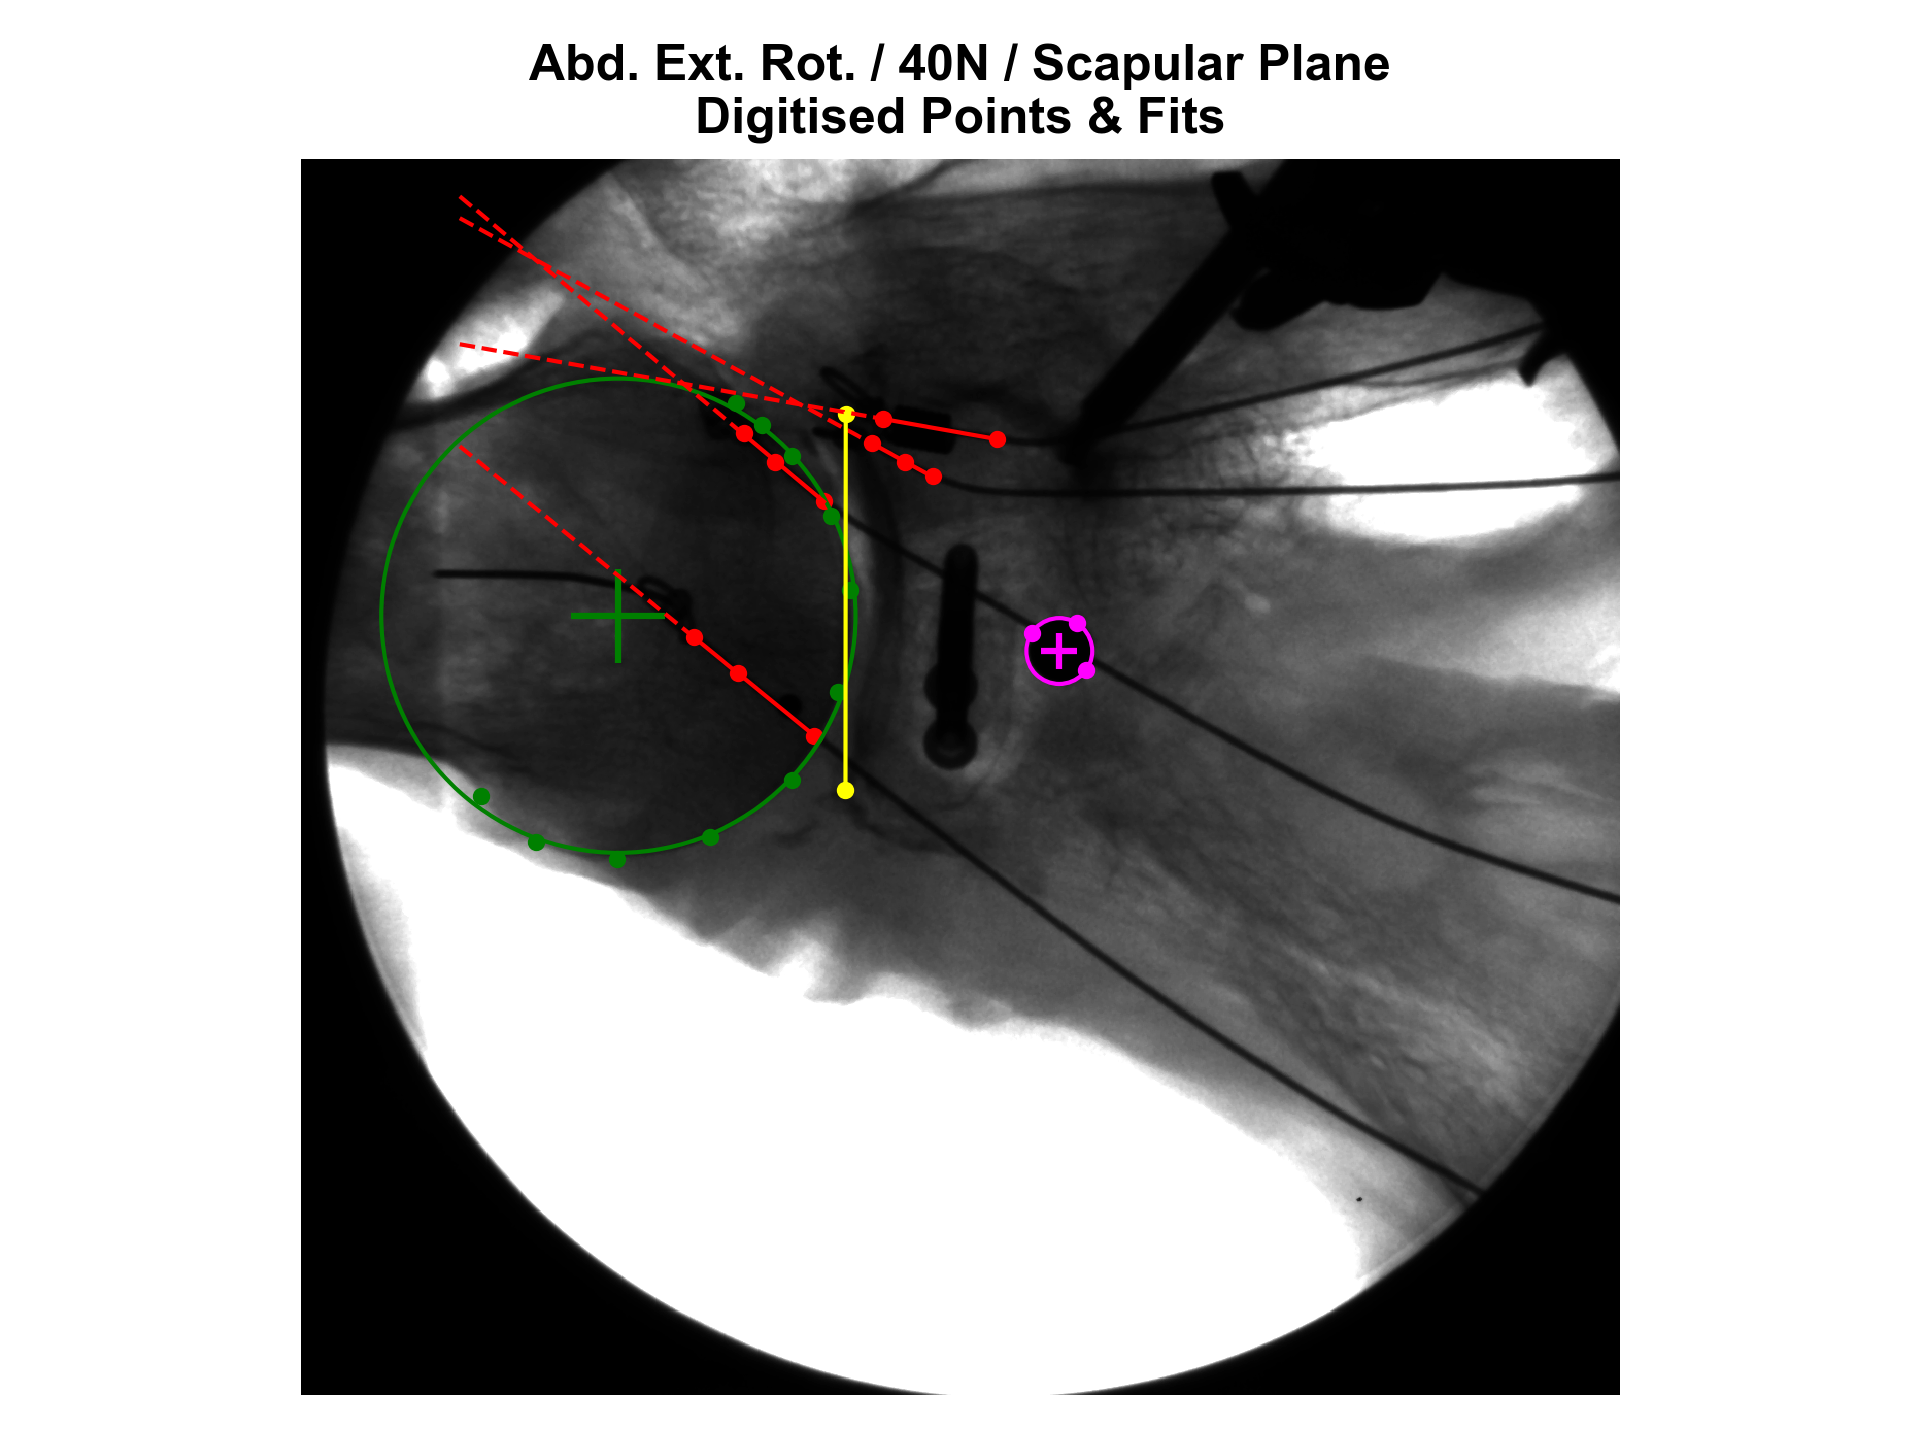 Abd. Ext. Rot. / 40N / Scapular Plane
Digitised Points & Fits